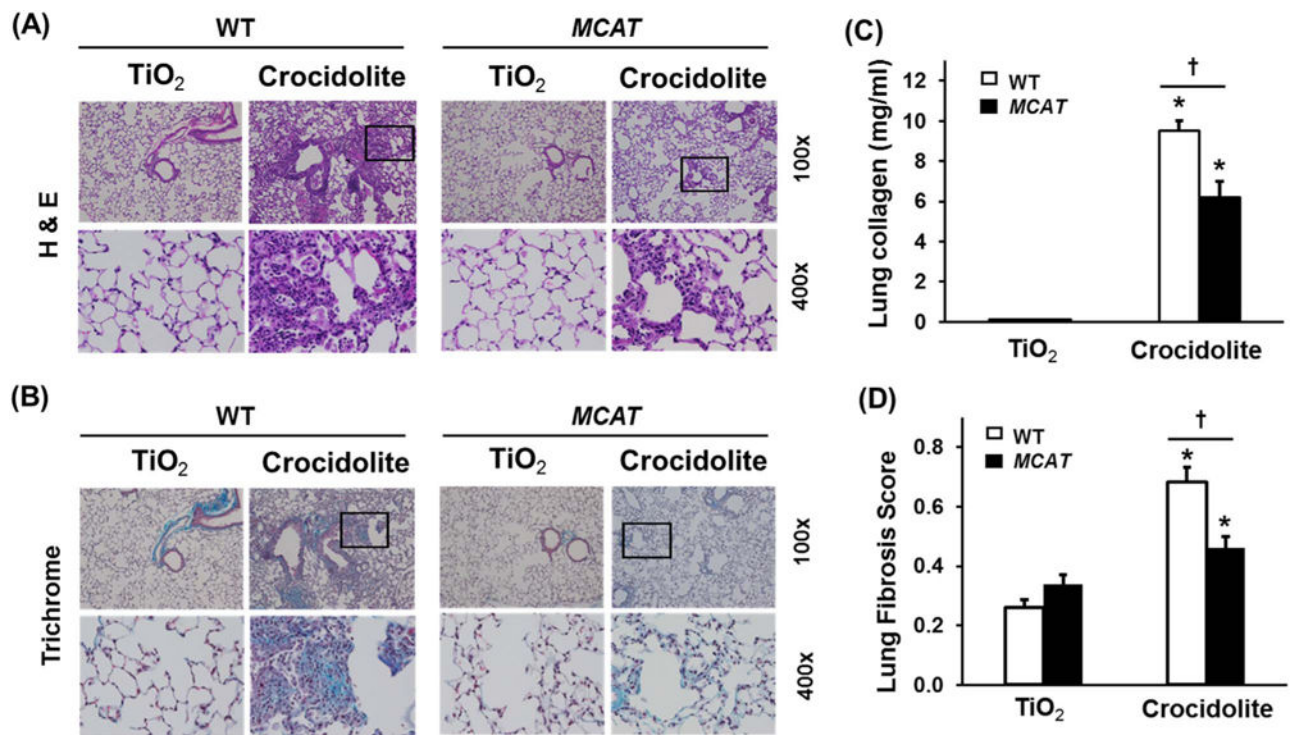 (A)
WT
MCAT
TiO₂
Crocidolite
TiO₂
Crocidolite
H & E
100x
400x
(B)
WT
MCAT
TiO₂
Crocidolite
TiO₂
Crocidolite
Trichrome
100x
400x
(C)
Lung collagen (mg/ml)
12
10
8
6
4
2
0
WT
MCAT
†
*
*
TiO₂
Crocidolite
(D)
Lung Fibrosis Score
0.8
0.6
0.4
0.2
0.0
WT
MCAT
†
*
*
TiO₂
Crocidolite